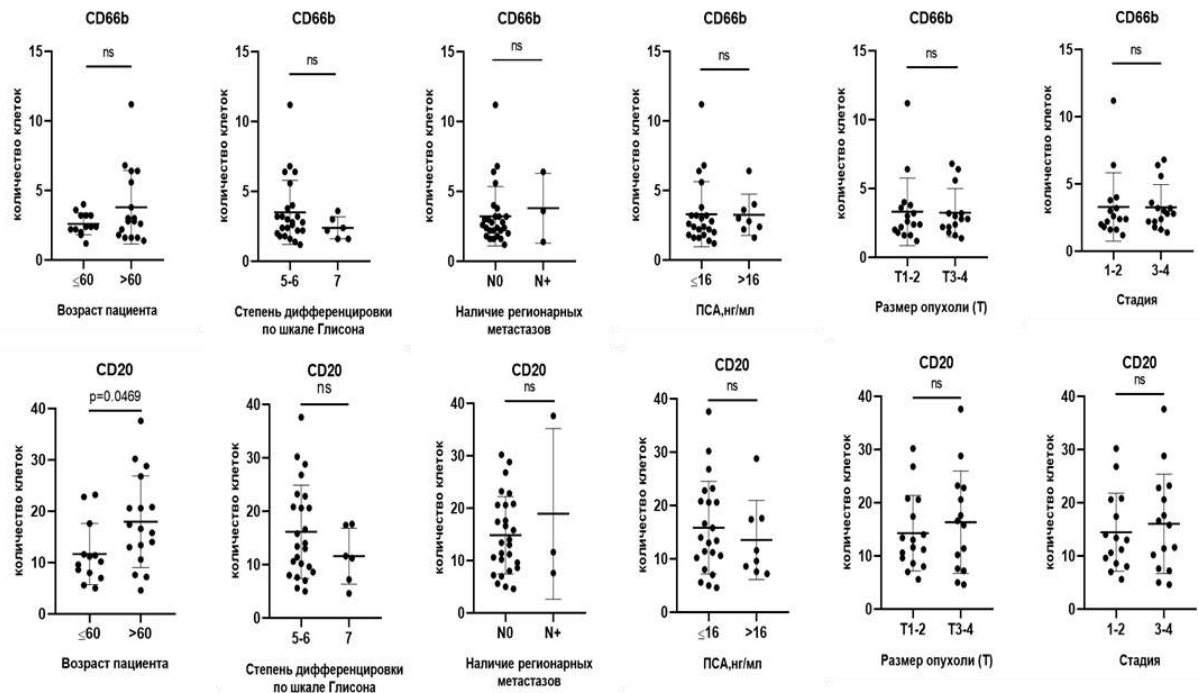 CD66b
ns
количество клеток
15
10
5
0
≤60 >60
Возраст пациента
CD66b
ns
количество клеток
15
10
5
0
5-6 7
Степень дифференцировки
по шкале Глисона
CD66b
ns
количество клеток
15
10
5
0
N0 N+
Наличие регионарных
метастазов
CD66b
ns
количество клеток
15
10
5
0
≤16 >16
ПСА,нг/мл
CD66b
ns
количество клеток
15
10
5
0
T1-2 T3-4
Размер опухоли (Т)
CD66b
ns
количество клеток
15
10
5
0
1-2 3-4
Стадия
CD20
p=0.0469
количество клеток
40
30
20
10
0
≤60 >60
Возраст пациента
CD20
ns
количество клеток
40
30
20
10
0
5-6 7
Степень дифференцировки
по шкале Глисона
CD20
ns
количество клеток
40
30
20
10
0
N0 N+
Наличие регионарных
метастазов
CD20
ns
количество клеток
40
30
20
10
0
≤16 >16
ПСА,нг/мл
CD20
ns
количество клеток
40
30
20
10
0
T1-2 T3-4
Размер опухоли (Т)
CD20
ns
количество клеток
40
30
20
10
0
1-2 3-4
Стадия